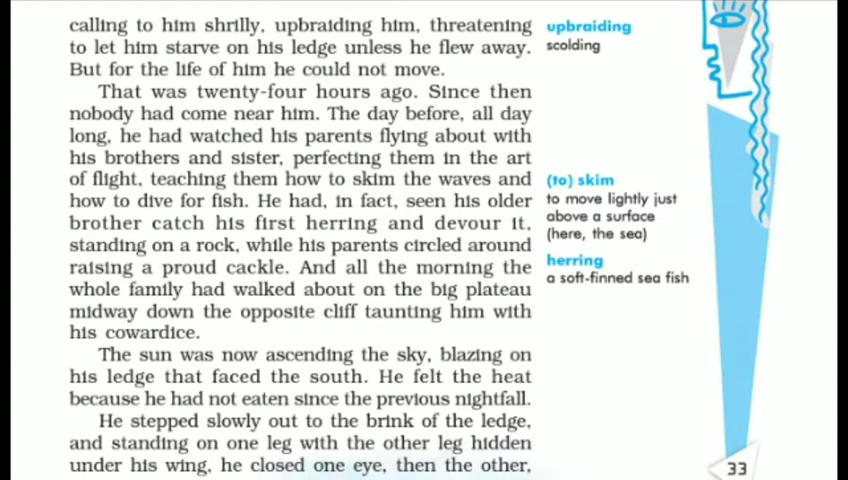 calling to him shrilly, upbraiding him, threatening
to let him starve on his ledge unless he flew away.
But for the life of him he could not move.
That was twenty-four hours ago. Since then
nobody had come near him. The day before, all day
long, he had watched his parents flying about with
his brothers and sister, perfecting them in the art
of flight, teaching them how to skim the waves and
how to dive for fish. He had, in fact, seen his older
brother catch his first herring and devour it,
standing on a rock, while his parents circled around
raising a proud cackle. And all the morning the
whole family had walked about on the big plateau
midway down the opposite cliff taunting him with
his cowardice.
The sun was now ascending the sky, blazing on
his ledge that faced the south. He felt the heat
because he had not eaten since the previous nightfall.
He stepped slowly out to the brink of the ledge,
and standing on one leg with the other leg hidden
under his wing, he closed one eye, then the other,
upbraiding
scolding
(to) skim
to move lightly just
above a surface
(here, the sea)
herring
a soft-finned sea fish
33